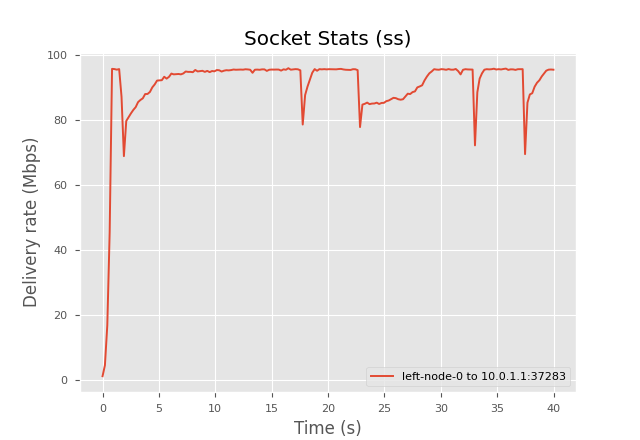 Socket Stats (ss)
Delivery rate (Mbps)
100
80
60
40
20
0
left-node-0 to 10.0.1.1:37283
0 5 10 15 20 25 30 35 40
Time (s)